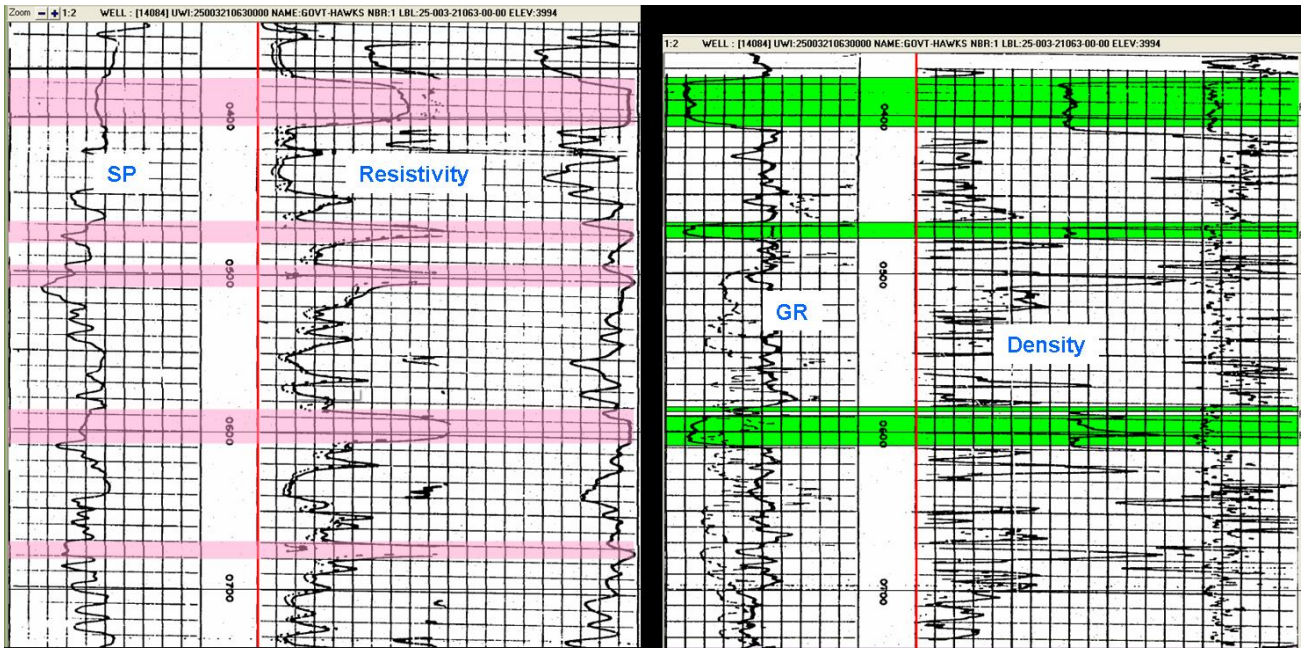 Zoom 1:2 WELL : [14084] UWI:25003210630000 NAME:GOVT-HAWKS NBR:1 LBL:25-003-21063-00-00 ELEV:3994
0400
SP
Resistivity
0500
0600
0700
1:2 WELL : [14084] UWI:25003210630000 NAME:GOVT-HAWKS NBR:1 LBL:25-003-21063-00-00 ELEV:3994
0400
0500
GR
Density
0600
0700